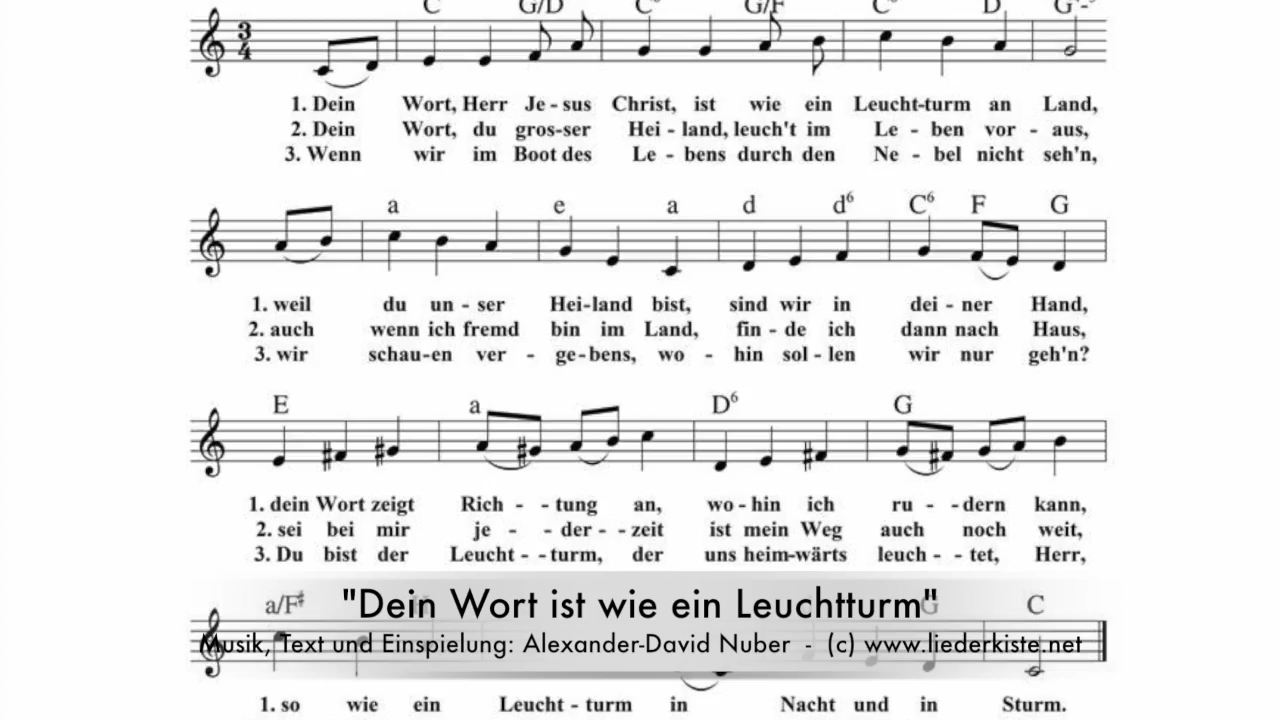 C G/D C⁶ G/F C⁶ D
3/4
1. Dein Wort, Herr Je - sus Christ, ist wie ein Leucht-turm an Land,
2. Dein Wort, du gros-ser Hei - land, leuch't im Le - ben vor - aus,
3. Wenn wir im Boot des Le - bens durch den Ne - bel nicht seh'n,
a e a d d⁶ C⁶ F G
1. weil du un - ser Hei-land bist, sind wir in dei - ner Hand,
2. auch wenn ich fremd bin im Land, fin - de ich dann nach Haus,
3. wir schau-en ver - ge-bens, wo - hin sol - len wir nur geh'n?
E a D⁶ G
1. dein Wort zeigt Rich - - tung an, wo - hin ich ru - - dern kann,
2. sei bei mir je - - der - - zeit ist mein Weg auch noch weit,
3. Du bist der Leucht - - turm, der uns heim-wärts leuch - - tet, Herr,
a/F♯ G C
"Dein Wort ist wie ein Leuchtturm"
Musik, Text und Einspielung: Alexander-David Nuber - (c) www.liederkiste.net
1. so wie ein Leucht - turm in Nacht und in Sturm.